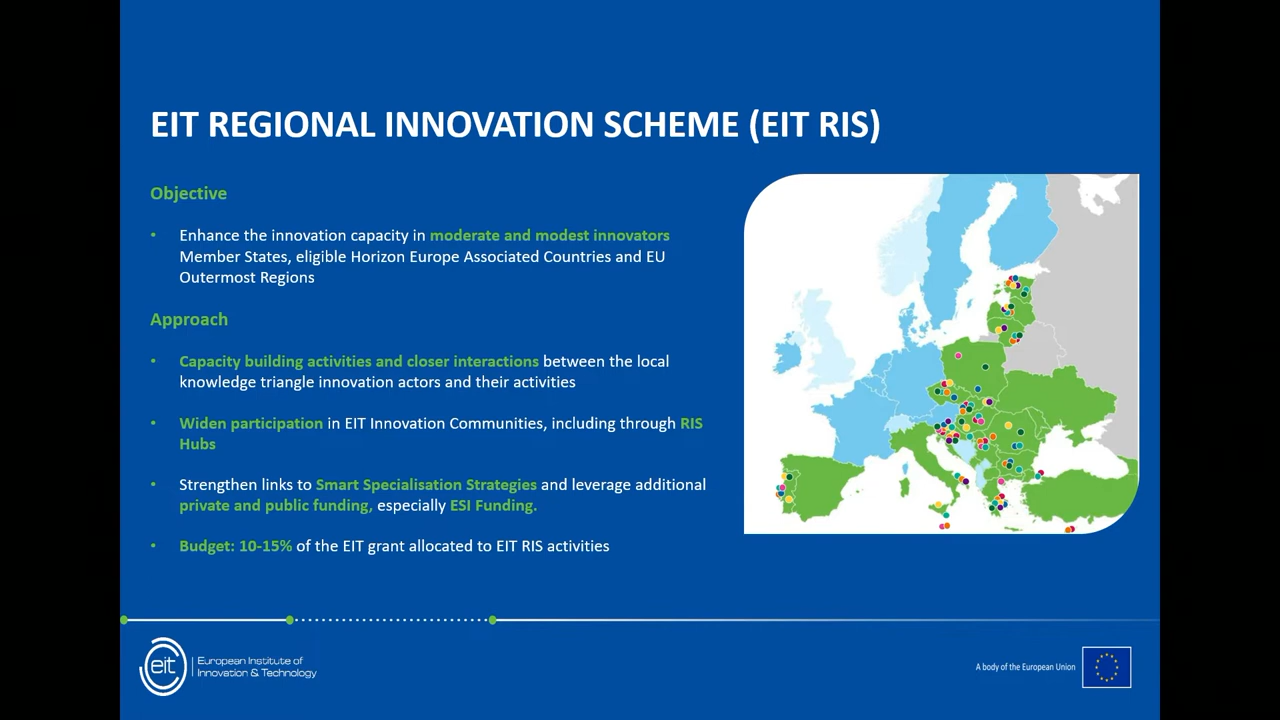 EIT REGIONAL INNOVATION SCHEME (EIT RIS)
Objective
• Enhance the innovation capacity in moderate and modest innovators
Member States, eligible Horizon Europe Associated Countries and EU
Outermost Regions
Approach
• Capacity building activities and closer interactions between the local
knowledge triangle innovation actors and their activities
• Widen participation in EIT Innovation Communities, including through RIS
Hubs
• Strengthen links to Smart Specialisation Strategies and leverage additional
private and public funding, especially ESI Funding.
• Budget: 10-15% of the EIT grant allocated to EIT RIS activities
eit
European Institute of
Innovation & Technology
A body of the European Union